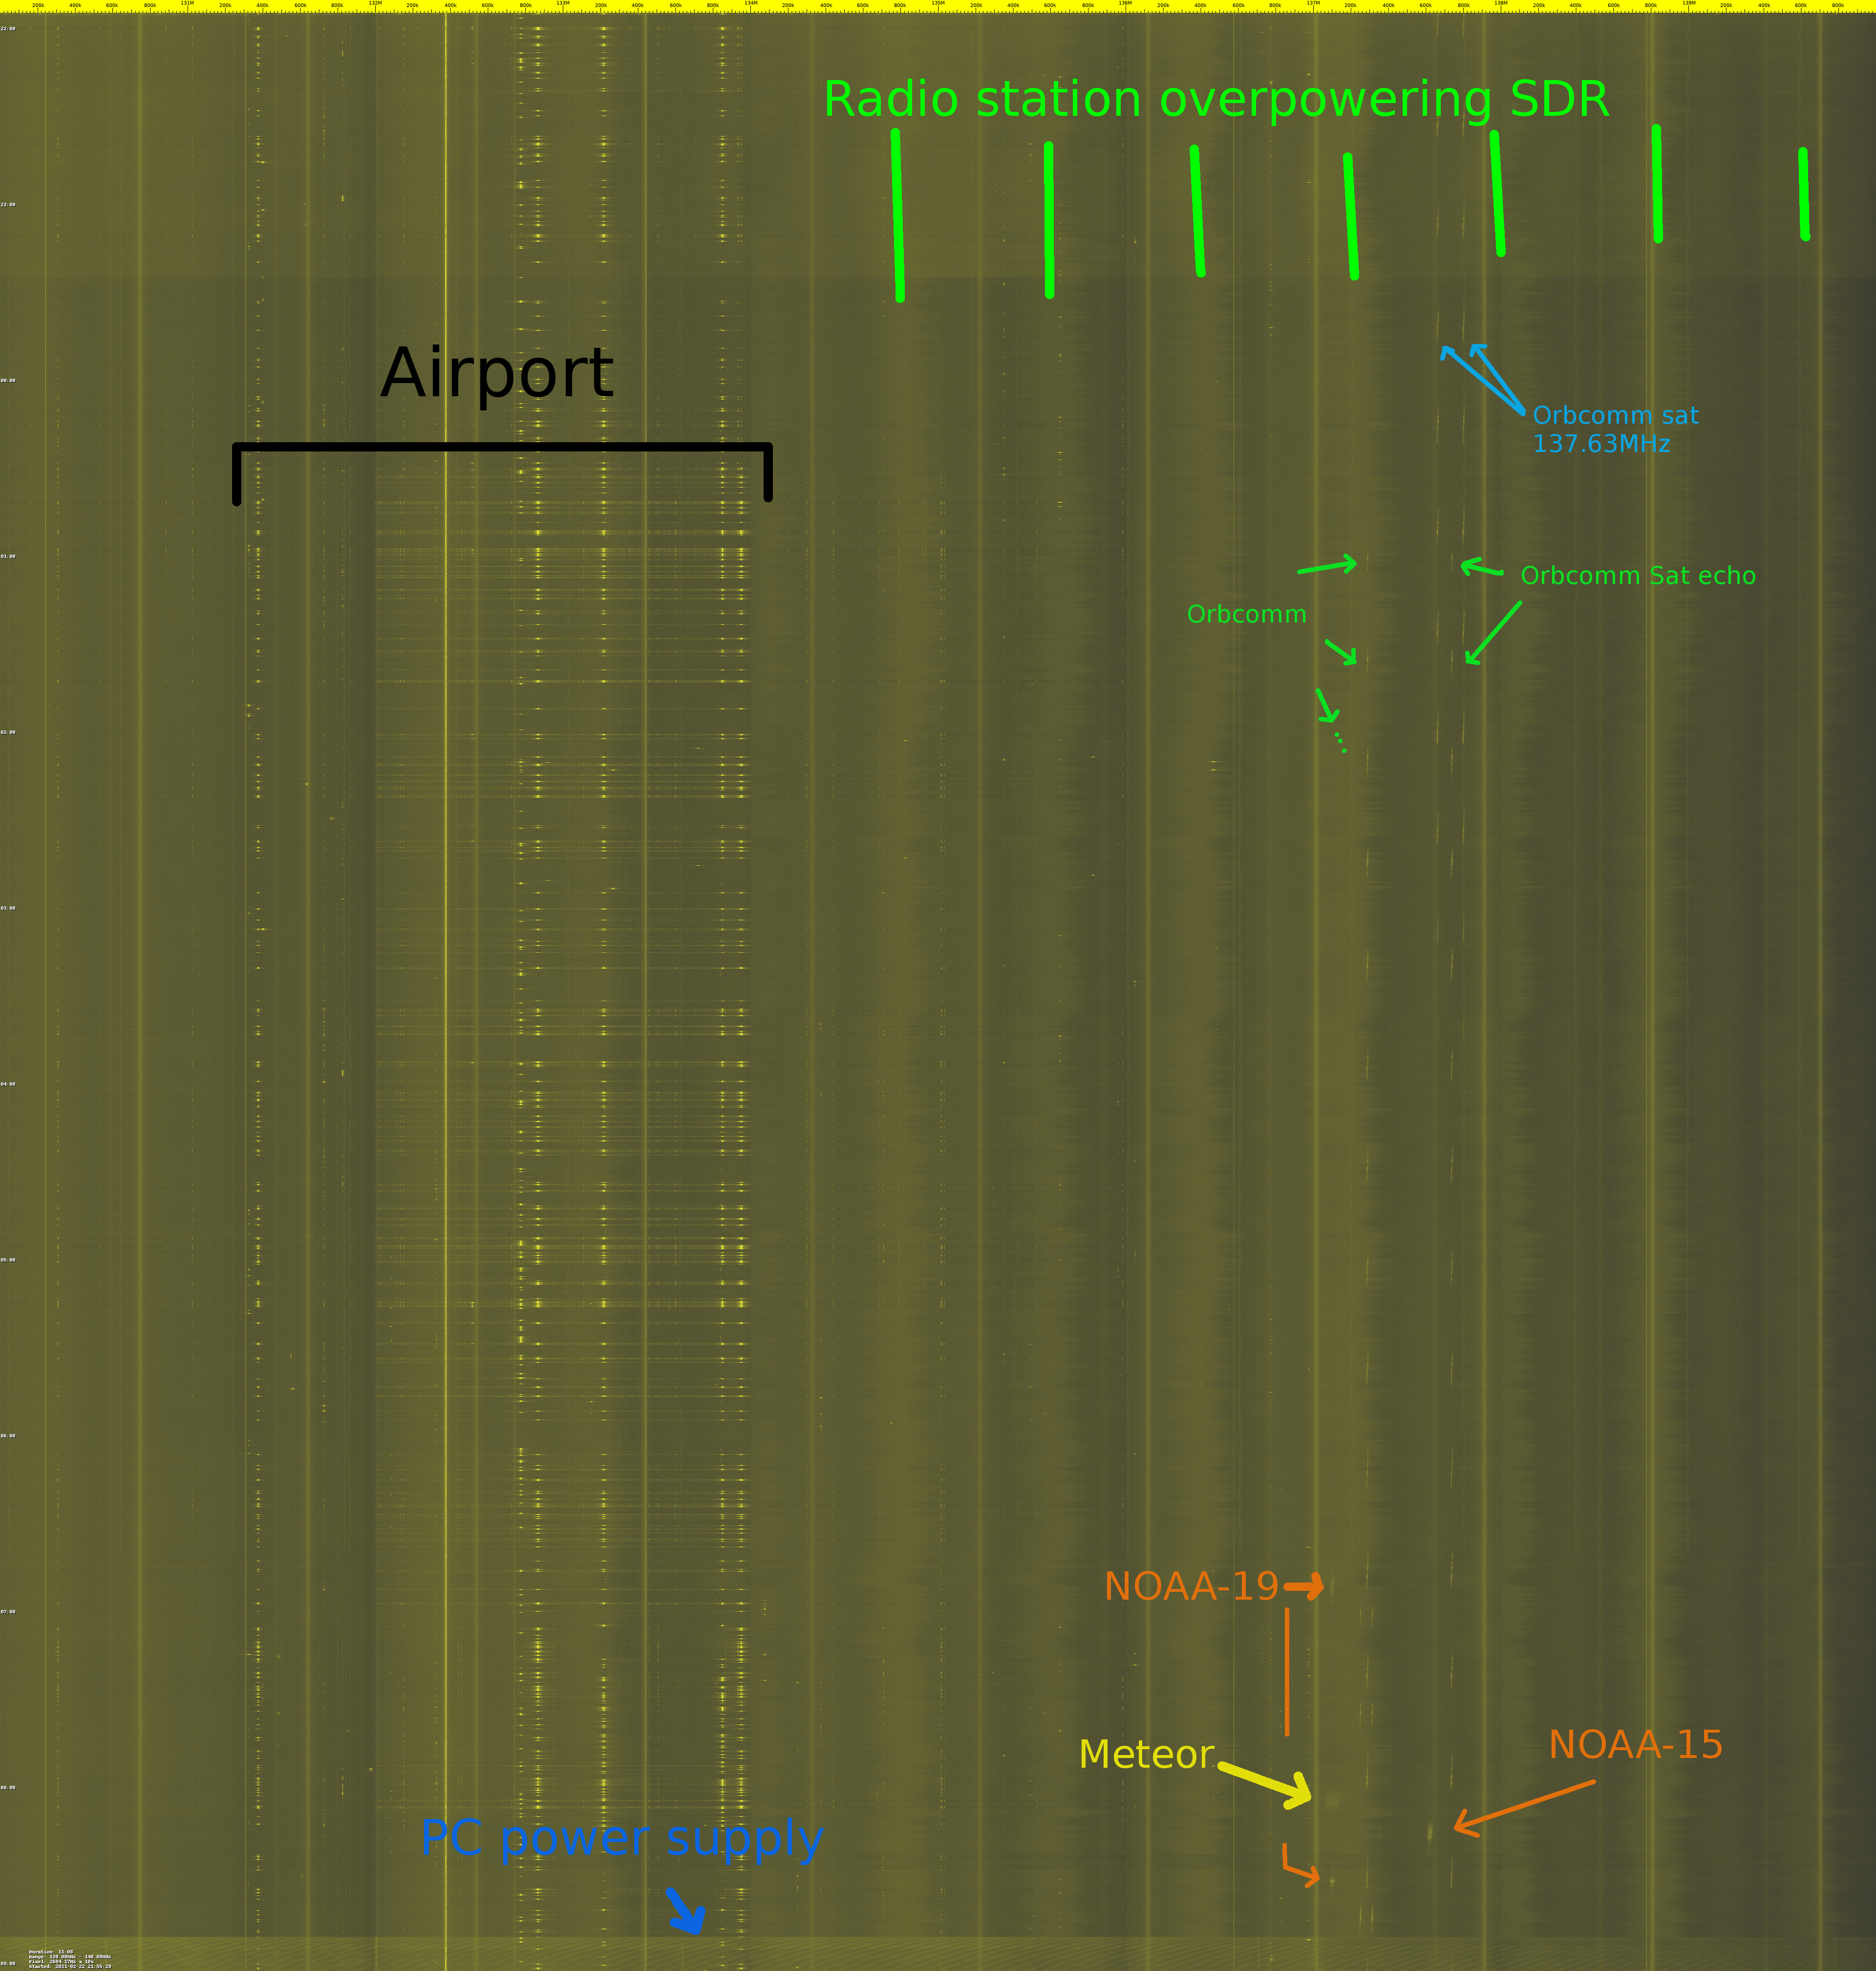 200k 400k 600k 800k 131M 200k 400k 600k 800k 132M 200k 400k 600k 800k 133M 200k 400k 600k 800k 134M 200k 400k 600k 800k 135M 200k 400k 600k 800k 136M 200k 400k 600k 800k 137M 200k 400k 600k 800k 138M 200k 400k 600k 800k 139M 200k 400k 600k 800k
22:00
Radio station overpowering SDR
23:00
Airport
00:00
Orbcomm sat
137.63MHz
01:00
Orbcomm Sat echo
Orbcomm
02:00
03:00
04:00
05:00
06:00
NOAA-19
07:00
NOAA-15
Meteor
08:00
PC power supply
Duration: 11:08
09:00